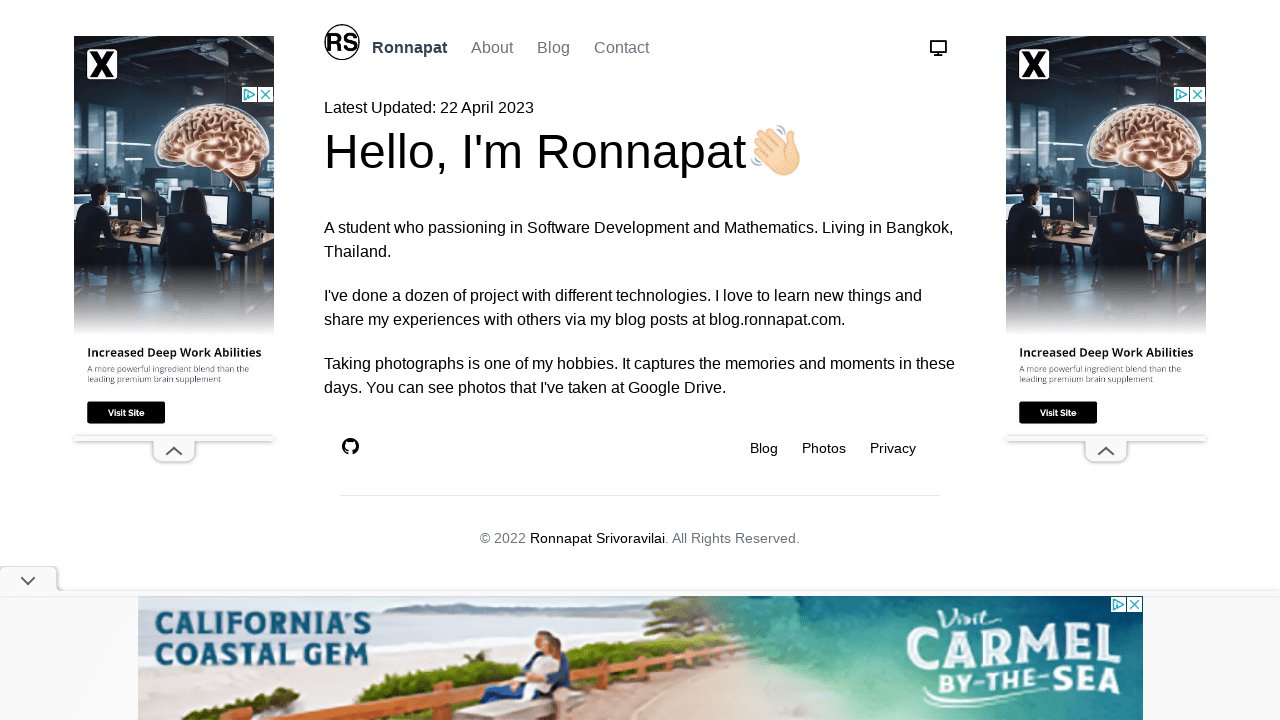 RS Ronnapat About Blog Contact
Latest Updated: 22 April 2023
Hello, I'm Ronnapat
A student who passioning in Software Development and Mathematics. Living in Bangkok,
Thailand.
I've done a dozen of project with different technologies. I love to learn new things and
share my experiences with others via my blog posts at blog.ronnapat.com.
Taking photographs is one of my hobbies. It captures the memories and moments in these
days. You can see photos that I've taken at Google Drive.
Blog Photos Privacy
© 2022 Ronnapat Srivoravilai. All Rights Reserved.
X
Increased Deep Work Abilities
A more powerful ingredient blend than the
leading premium brain supplement
Visit Site
X
Increased Deep Work Abilities
A more powerful ingredient blend than the
leading premium brain supplement
Visit Site
CALIFORNIA'S
COASTAL GEM
Visit
CARMEL
BY-THE-SEA